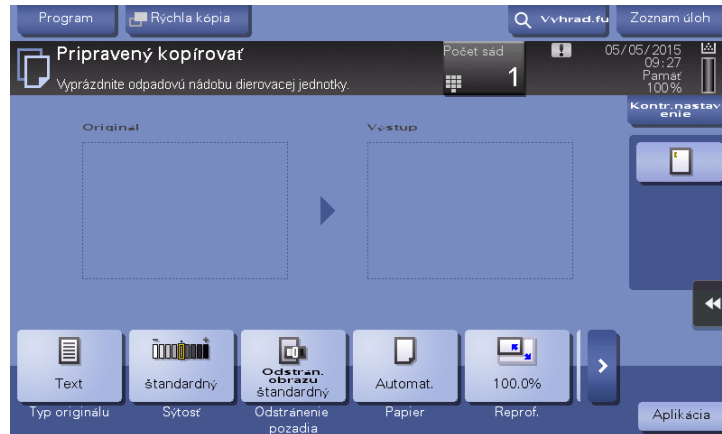 Program
Rýchla kópia
Vyhrad.fu
Zoznam úloh
Pripravený kopírovať
Vyprázdnite odpadovú nádobu dierovacej jednotky.
Počet sád
1
05/05/2015
09:27
Pamäť
100%
Kontr.nastav
enie
Originál
Výstup
Text
štandardný
Odstrán.
obrazu
štandardný
Automat.
100.0%
Typ originálu
Sýtosť
Odstránenie
pozadia
Papier
Reprof.
Aplikácia